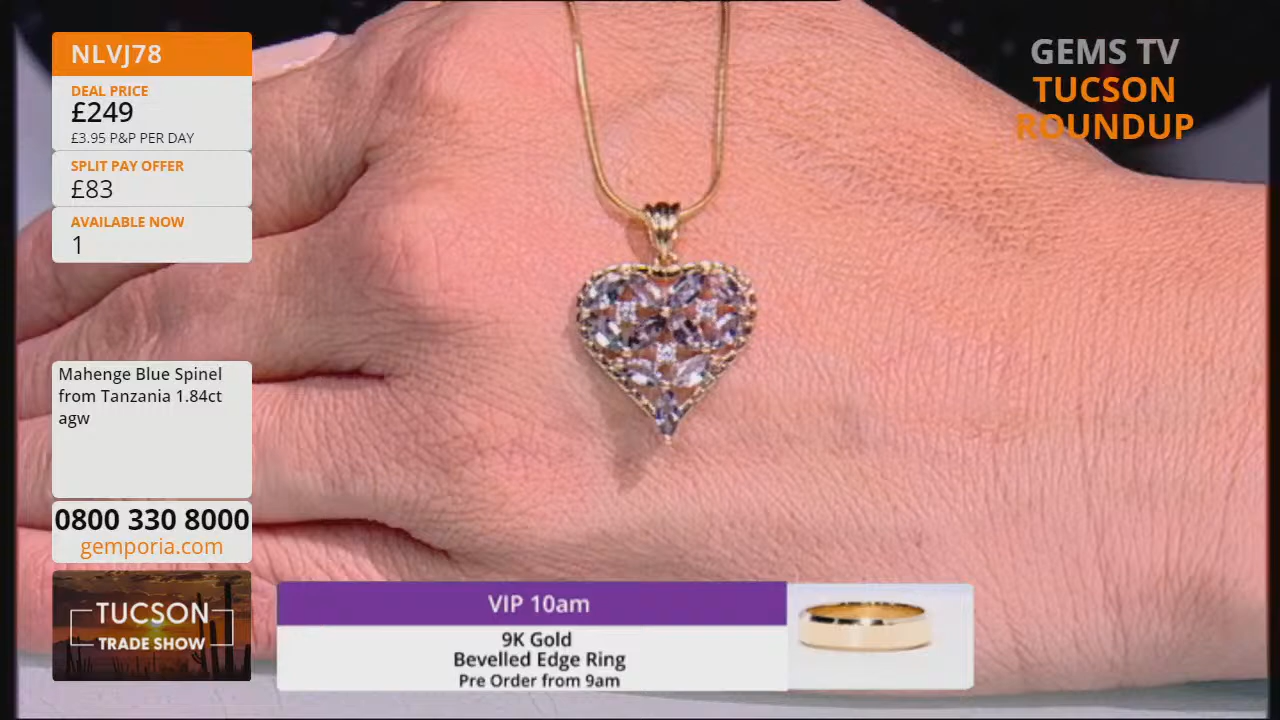 NLVJ78
DEAL PRICE
£249
£3.95 P&P PER DAY
SPLIT PAY OFFER
£83
AVAILABLE NOW
1
Mahenge Blue Spinel
from Tanzania 1.84ct
agw
0800 330 8000
gemporia.com
TUCSON
TRADE SHOW
VIP 10am
9K Gold
Bevelled Edge Ring
Pre Order from 9am
GEMS TV
TUCSON
ROUNDUP